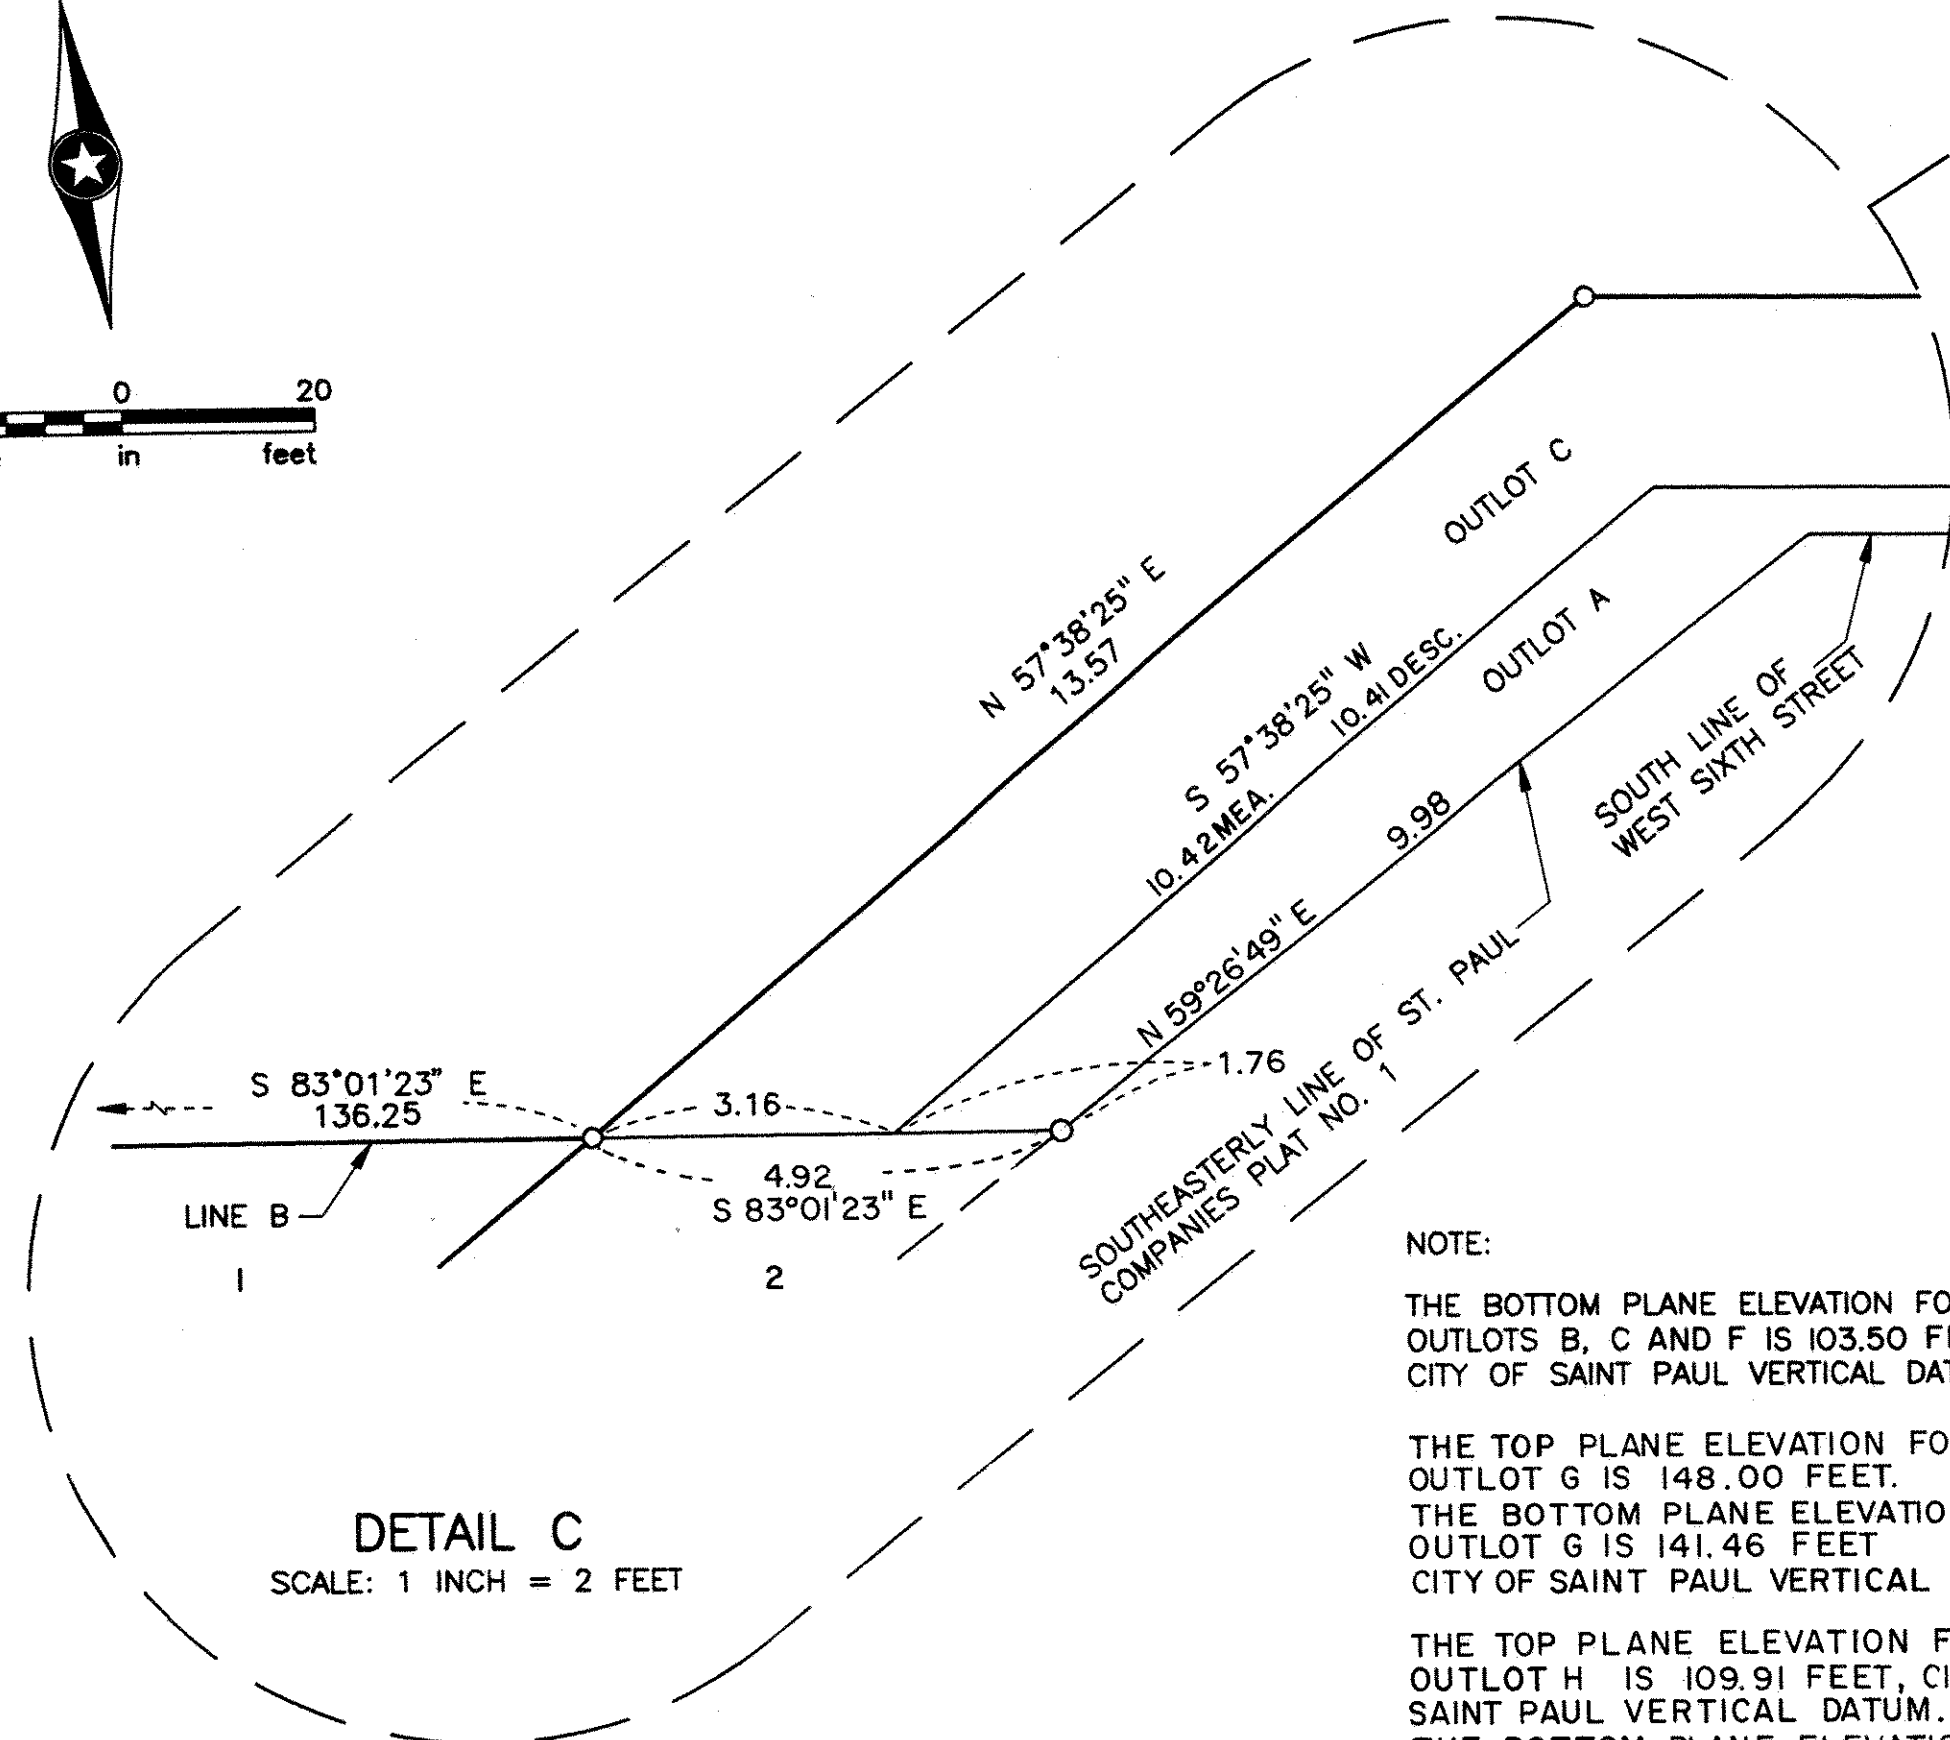 0 20
in feet
OUTLOT C
N 57°38'25" E
13.57
S 57°38'25" W
10.42 MEA. 10.41 DESC.
OUTLOT A
SOUTH LINE OF
WEST SIXTH STREET
9.98
N 59°26'49" E
SOUTHEASTERLY LINE OF ST. PAUL
COMPANIES PLAT NO. 1
S 83°01'23" E
136.25
3.16
1.76
4.92
S 83°01'23" E
LINE B
1 2
DETAIL C
SCALE: 1 INCH = 2 FEET
NOTE:
THE BOTTOM PLANE ELEVATION FO
OUTLOTS B, C AND F IS 103.50 F
CITY OF SAINT PAUL VERTICAL DAT
THE TOP PLANE ELEVATION FO
OUTLOT G IS 148.00 FEET.
THE BOTTOM PLANE ELEVATIO
OUTLOT G IS 141.46 FEET
CITY OF SAINT PAUL VERTICAL
THE TOP PLANE ELEVATION F
OUTLOT H IS 109.91 FEET, CI
SAINT PAUL VERTICAL DATUM.